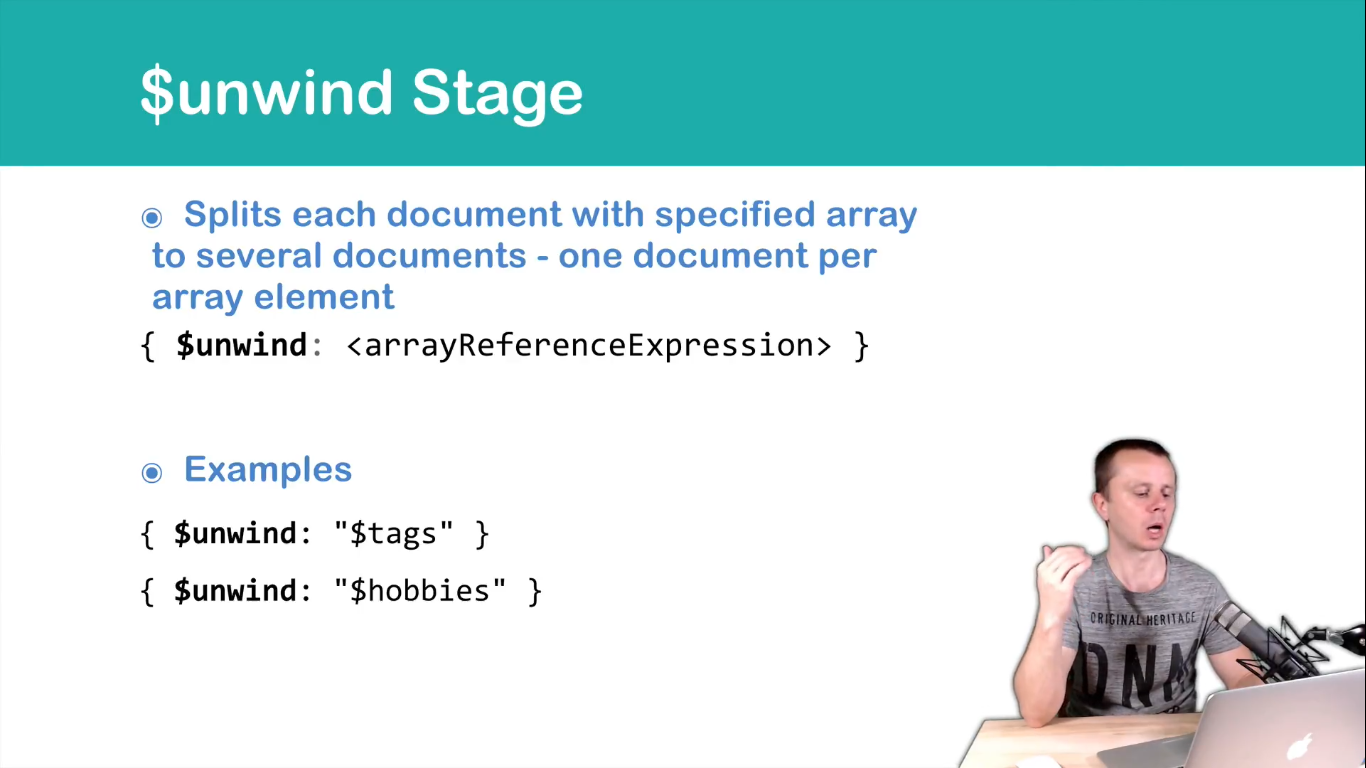 $unwind Stage
◉ Splits each document with specified array
to several documents - one document per
array element
{ $unwind: <arrayReferenceExpression> }
◉ Examples
{ $unwind: "$tags" }
{ $unwind: "$hobbies" }
ORIGINAL HERITAGE
DNM